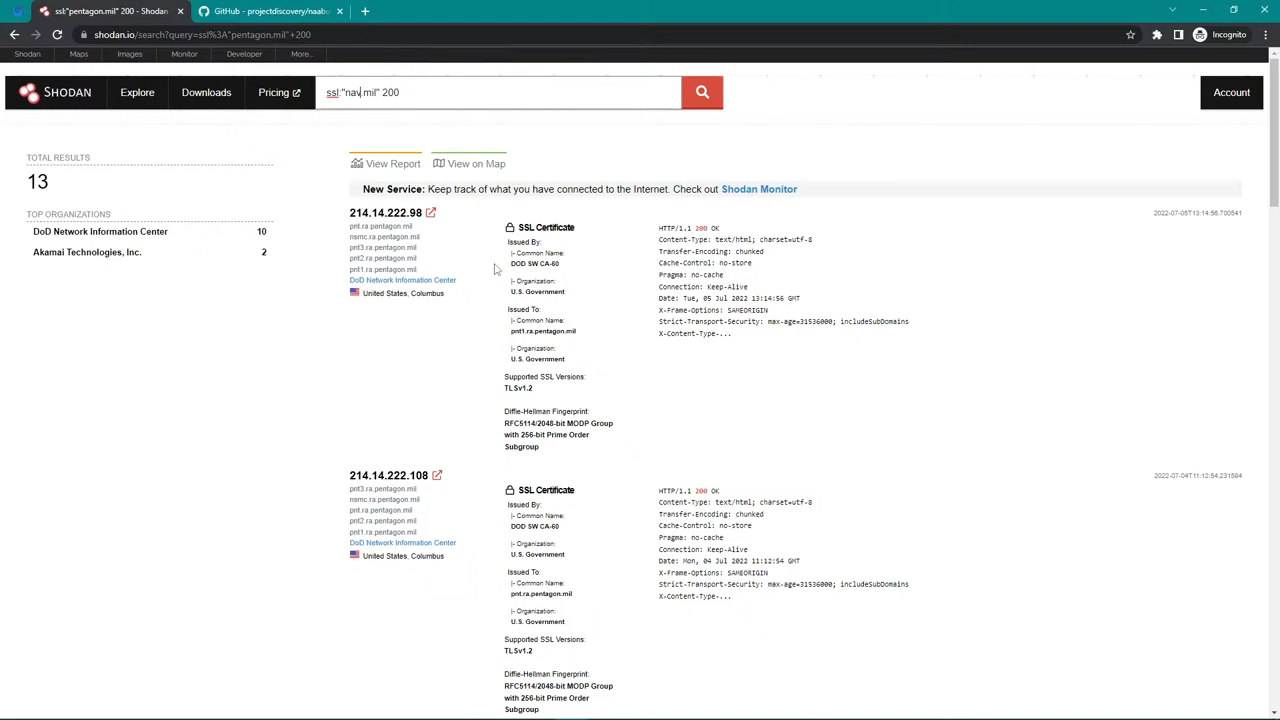 ssl:"pentagon.mil" 200 - Shodan
GitHub - projectdiscovery/naabu
shodan.io/search?query=ssl%3A"pentagon.mil"+200
Incognito
Shodan
Maps
Images
Monitor
Developer
More...
SHODAN
Explore
Downloads
Pricing
ssl:"nav.mil" 200
Account
TOTAL RESULTS
13
TOP ORGANIZATIONS
DoD Network Information Center 10
Akamai Technologies, Inc. 2
View Report
View on Map
New Service: Keep track of what you have connected to the Internet. Check out Shodan Monitor
214.14.222.98
2022-07-05T13:14:56.700541
pnt.ra.pentagon.mil
nsmc.ra.pentagon.mil
pnt3.ra.pentagon.mil
pnt2.ra.pentagon.mil
pnt1.ra.pentagon.mil
DoD Network Information Center
United States, Columbus
SSL Certificate
Issued By:
|- Common Name:
DOD SW CA-60
|- Organization:
U.S. Government
Issued To:
|- Common Name:
pnt1.ra.pentagon.mil
|- Organization:
U.S. Government
Supported SSL Versions:
TLSv1.2
Diffie-Hellman Fingerprint:
RFC5114/2048-bit MODP Group
with 256-bit Prime Order
Subgroup
HTTP/1.1 200 OK
Content-Type: text/html; charset=utf-8
Transfer-Encoding: chunked
Cache-Control: no-store
Pragma: no-cache
Connection: Keep-Alive
Date: Tue, 05 Jul 2022 13:14:56 GMT
X-Frame-Options: SAMEORIGIN
Strict-Transport-Security: max-age=31536000; includeSubDomains
X-Content-Type-...
214.14.222.108
2022-07-04T11:12:54.231594
pnt3.ra.pentagon.mil
nsmc.ra.pentagon.mil
pnt.ra.pentagon.mil
pnt2.ra.pentagon.mil
pnt1.ra.pentagon.mil
DoD Network Information Center
United States, Columbus
SSL Certificate
Issued By:
|- Common Name:
DOD SW CA-60
|- Organization:
U.S. Government
Issued To:
|- Common Name:
pnt.ra.pentagon.mil
|- Organization:
U.S. Government
Supported SSL Versions:
TLSv1.2
Diffie-Hellman Fingerprint:
RFC5114/2048-bit MODP Group
with 256-bit Prime Order
Subgroup
HTTP/1.1 200 OK
Content-Type: text/html; charset=utf-8
Transfer-Encoding: chunked
Cache-Control: no-store
Pragma: no-cache
Connection: Keep-Alive
Date: Mon, 04 Jul 2022 11:12:54 GMT
X-Frame-Options: SAMEORIGIN
Strict-Transport-Security: max-age=31536000; includeSubDomains
X-Content-Type-...